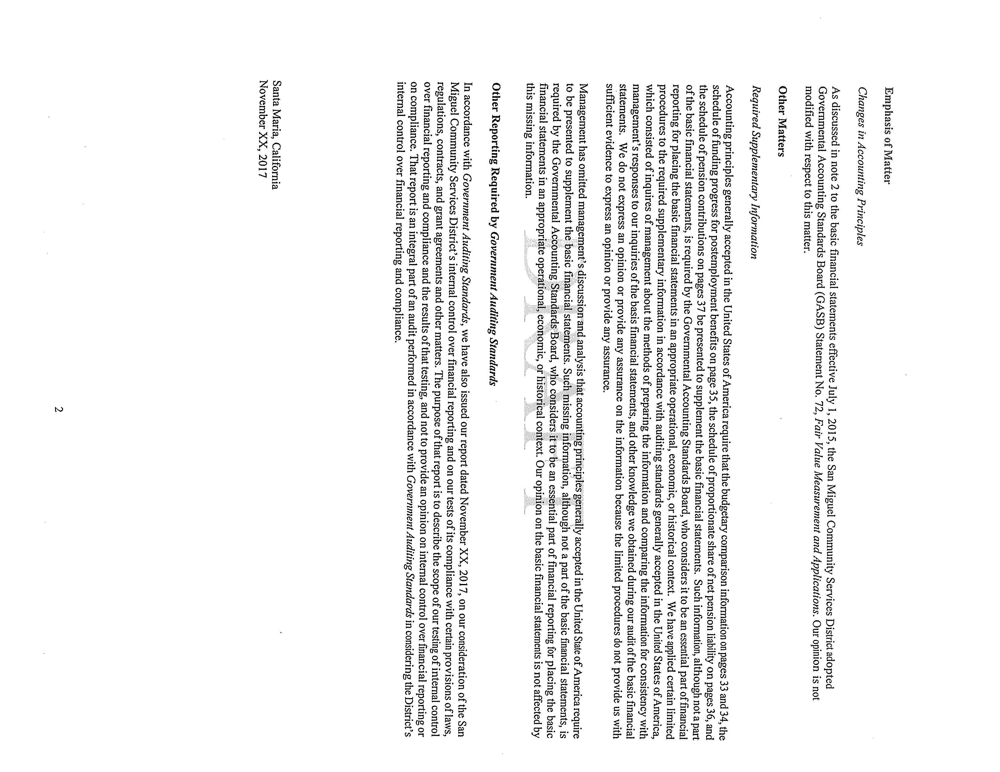 Emphasis of Matter
Changes in Accounting Principles
As discussed in note 2 to the basic financial statements effective July 1, 2015, the San Miguel Community Services District adopted
Governmental Accounting Standards Board (GASB) Statement No. 72, Fair Value Measurement and Applications. Our opinion is not
modified with respect to this matter.
Other Matters
Required Supplementary Information
Accounting principles generally accepted in the United States of America require that the budgetary comparison information on pages 33 and 34, the
schedule of funding progress for postemployment benefits on page 35, the schedule of proportionate share of net pension liability on pages 36, and
the schedule of pension contributions on pages 37 be presented to supplement the basic financial statements. Such information, although not a part
of the basic financial statements, is required by the Governmental Accounting Standards Board, who considers it to be an essential part of financial
reporting for placing the basic financial statements in an appropriate operational, economic, or historical context. We have applied certain limited
procedures to the required supplementary information in accordance with auditing standards generally accepted in the United States of America,
which consisted of inquires of management about the methods of preparing the information and comparing the information for consistency with
management's responses to our inquiries of the basis financial statements, and other knowledge we obtained during our audit of the basic financial
statements. We do not express an opinion or provide any assurance on the information because the limited procedures do not provide us with
sufficient evidence to express an opinion or provide any assurance.
Management has omitted management's discussion and analysis that accounting principles generally accepted in the United State of America require
to be presented to supplement the basic financial statements. Such missing information, although not a part of the basic financial statements, is
required by the Governmental Accounting Standards Board, who considers it to be an essential part of financial reporting for placing the basic
financial statements in an appropriate operational, economic, or historical context. Our opinion on the basic financial statements is not affected by
this missing information.
DRAFT
Other Reporting Required by Government Auditing Standards
In accordance with Government Auditing Standards, we have also issued our report dated November XX, 2017, on our consideration of the San
Miguel Community Services District's internal control over financial reporting and on our tests of its compliance with certain provisions of laws,
regulations, contracts, and grant agreements and other matters. The purpose of that report is to describe the scope of our testing of internal control
over financial reporting and compliance and the results of that testing, and not to provide an opinion on internal control over financial reporting or
on compliance. That report is an integral part of an audit performed in accordance with Government Auditing Standards in considering the District's
internal control over financial reporting and compliance.
Santa Maria, California
November XX, 2017
2